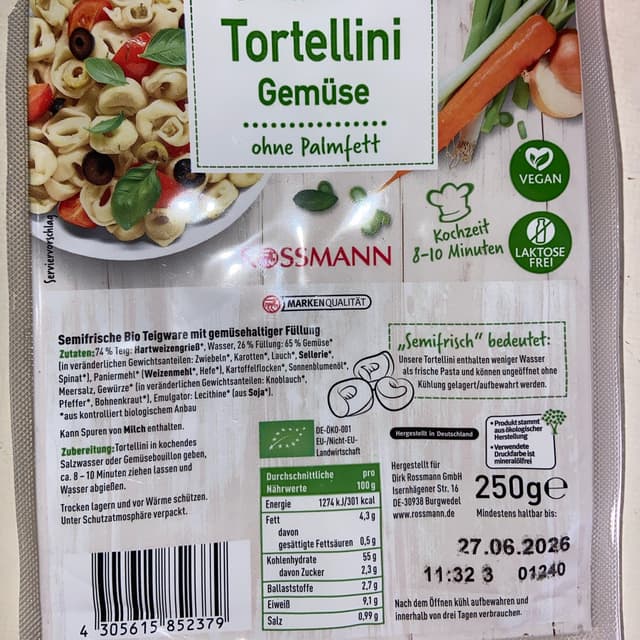 Tortellini
Gemüse
ohne Palmfett
VEGAN
Kochzeit
8-10 Minuten
LAKTOSE
FREI
Serviervorschlag
ROSSMANN
MARKENQUALITÄT
Semifrische Bio Teigware mit gemüsehaltiger Füllung
Zutaten: 74 % Teig: Hartweizengrieß*, Wasser, 26 % Füllung: 65 % Gemüse*
(in veränderlichen Gewichtsanteilen: Zwiebeln*, Karotten*, Lauch*, Sellerie*,
Spinat*), Paniermehl* (Weizenmehl*, Hefe*), Kartoffelflocken*, Sonnenblumenöl*,
Meersalz, Gewürze* (in veränderlichen Gewichtsanteilen: Knoblauch*,
Pfeffer*, Bohnenkraut*), Emulgator: Lecithine* (aus Soja*).
*aus kontrolliert biologischem Anbau
Kann Spuren von Milch enthalten.
Zubereitung: Tortellini in kochendes
Salzwasser oder Gemüsebouillon geben,
ca. 8 – 10 Minuten ziehen lassen und
Wasser abgießen.
Trocken lagern und vor Wärme schützen.
Unter Schutzatmosphäre verpackt.
„Semifrisch" bedeutet:
Unsere Tortellini enthalten weniger Wasser
als frische Pasta und können ungeöffnet ohne
Kühlung gelagert/aufbewahrt werden.
DE-ÖKO-001
EU-/Nicht-EU-
Landwirtschaft
Hergestellt in Deutschland
• Produkt stammt
aus ökologischer
Herstellung
• Verwendete
Druckfarbe ist
mineralölfrei
Durchschnittliche pro
Nährwerte 100 g
Energie 1274 kJ/301 kcal
Fett 4,3 g
davon
gesättigte Fettsäuren 0,5 g
Kohlenhydrate 55 g
davon Zucker 2,3 g
Ballaststoffe 2,7 g
Eiweiß 9,1 g
Salz 0,99 g
Hergestellt für
Dirk Rossmann GmbH
Isernhägener Str. 16
DE-30938 Burgwedel
www.rossmann.de
250g℮
Mindestens haltbar bis:
27.06.2026
11:32 3 01240
Nach dem Öffnen kühl aufbewahren und
innerhalb von drei Tagen verbrauchen.
4 305615 852379